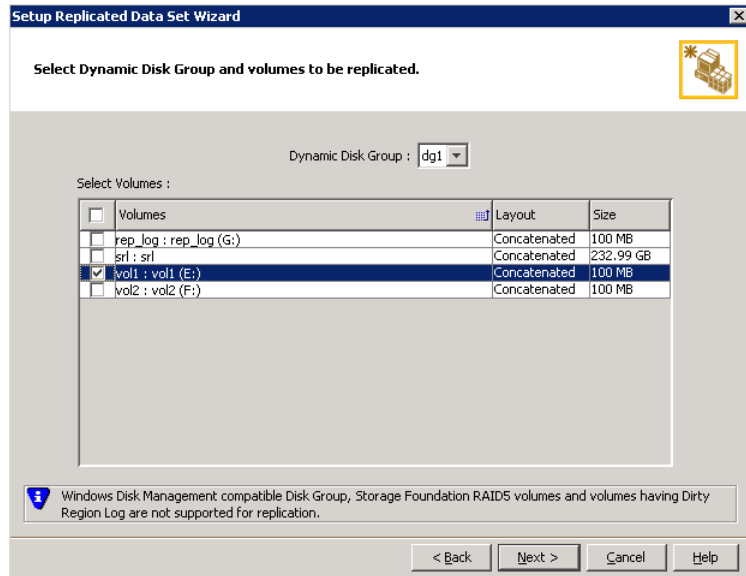 Setup Replicated Data Set Wizard
Select Dynamic Disk Group and volumes to be replicated.
Dynamic Disk Group : dg1
Select Volumes :
Volumes Layout Size
rep_log : rep_log (G:) Concatenated 100 MB
srl : srl Concatenated 232.99 GB
vol1 : vol1 (E:) Concatenated 100 MB
vol2 : vol2 (F:) Concatenated 100 MB
Windows Disk Management compatible Disk Group, Storage Foundation RAID5 volumes and volumes having Dirty
Region Log are not supported for replication.
< Back Next > Cancel Help